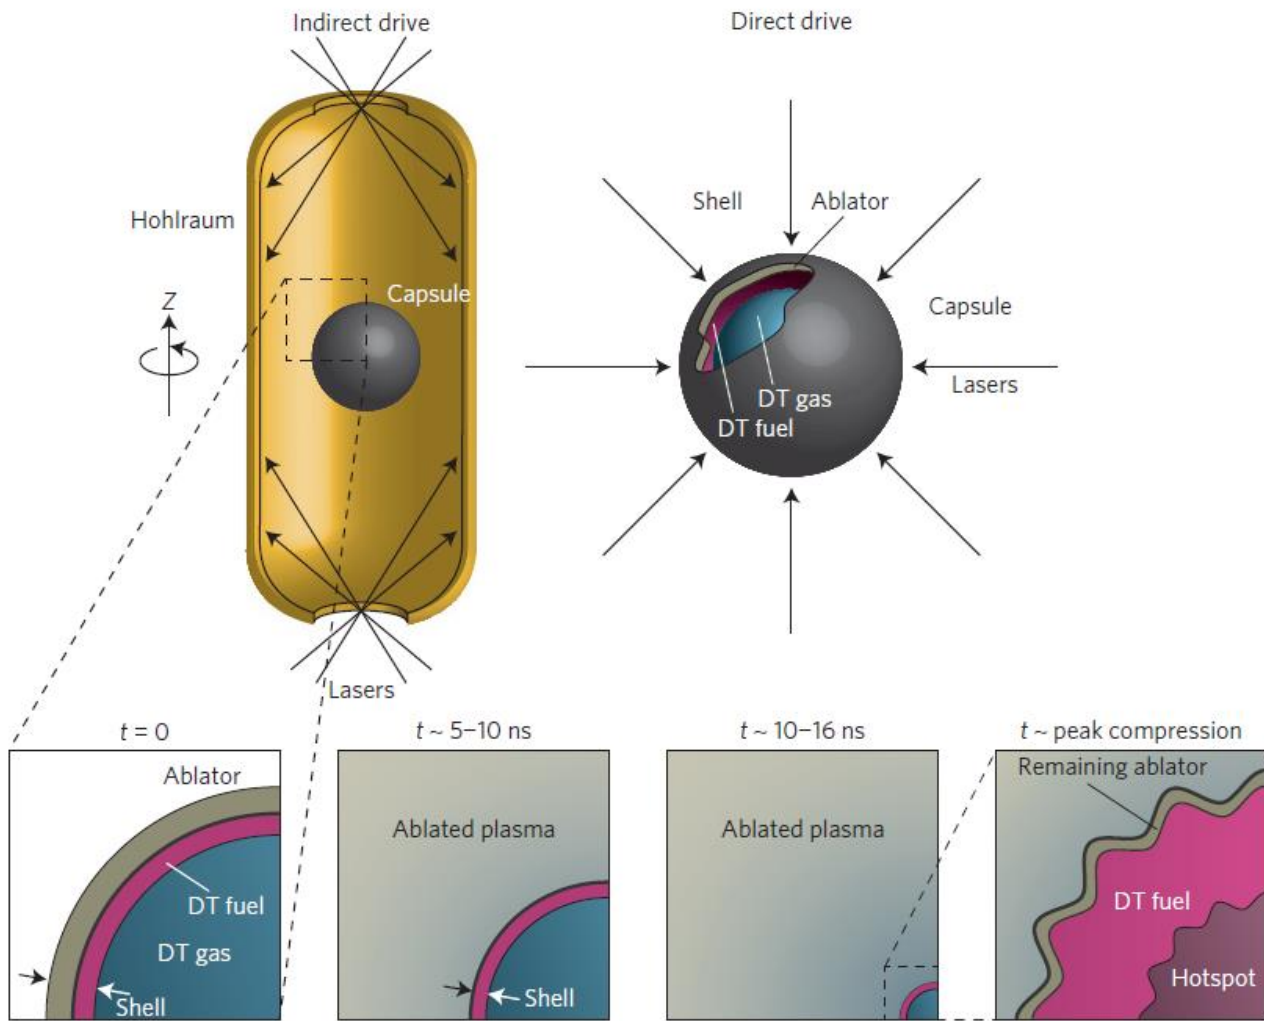 Indirect drive
Direct drive
Hohlraum
Capsule
Z
Lasers
Shell
Ablator
Capsule
Lasers
DT gas
DT fuel
t = 0
Ablator
DT fuel
DT gas
Shell
t ~ 5–10 ns
Ablated plasma
Shell
t ~ 10–16 ns
Ablated plasma
t ~ peak compression
Remaining ablator
DT fuel
Hotspot